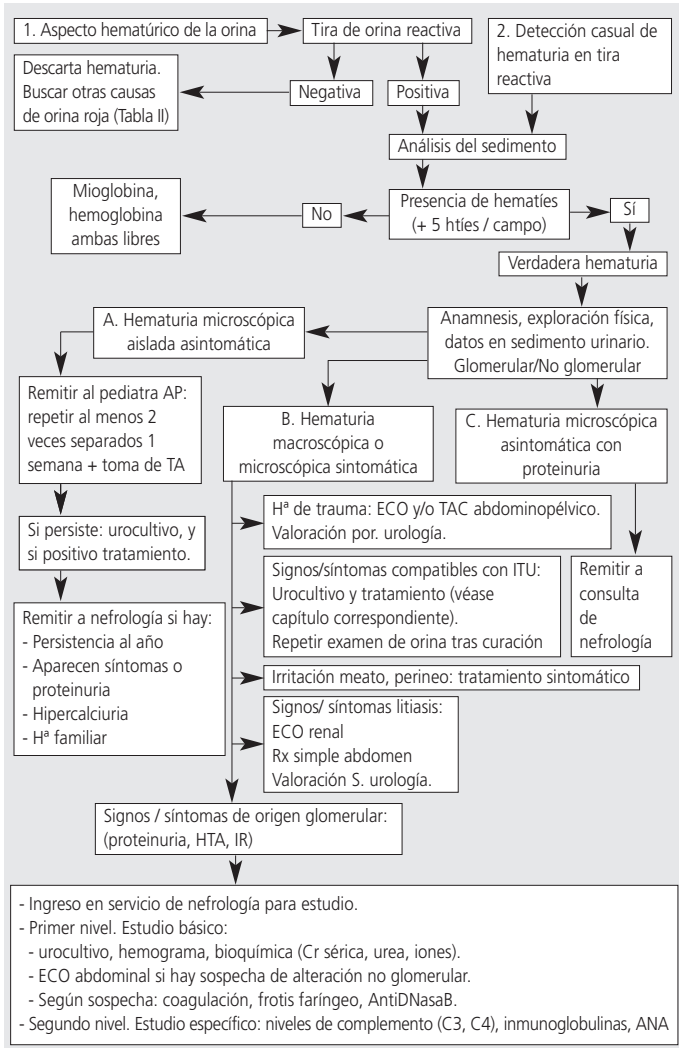 1. Aspecto hematúrico de la orina
Tira de orina reactiva
2. Detección casual de
hematuria en tira
reactiva
Descarta hematuria.
Buscar otras causas
de orina roja (Tabla II)
Negativa
Positiva
Análisis del sedimento
Mioglobina,
hemoglobina
ambas libres
No
Presencia de hematíes
(+ 5 htíes / campo)
Sí
Verdadera hematuria
A. Hematuria microscópica
aislada asintomática
Anamnesis, exploración física,
datos en sedimento urinario.
Glomerular/No glomerular
Remitir al pediatra AP:
repetir al menos 2
veces separados 1
semana + toma de TA
B. Hematuria
macroscópica o
microscópica sintomática
C. Hematuria microscópica
asintomática con
proteinuria
Si persiste: urocultivo, y
si positivo tratamiento.
Hª de trauma: ECO y/o TAC abdominopélvico.
Valoración por. urología.
Signos/síntomas compatibles con ITU:
Urocultivo y tratamiento (véase
capítulo correspondiente).
Repetir examen de orina tras curación
Remitir a
consulta
de
nefrología
Remitir a nefrología si hay:
- Persistencia al año
- Aparecen síntomas o
proteinuria
- Hipercalciuria
- Hª familiar
Irritación meato, perineo: tratamiento sintomático
Signos/ síntomas litiasis:
ECO renal
Rx simple abdomen
Valoración S. urología.
Signos / síntomas de origen glomerular:
(proteinuria, HTA, IR)
- Ingreso en servicio de nefrología para estudio.
- Primer nivel. Estudio básico:
- urocultivo, hemograma, bioquímica (Cr sérica, urea, iones).
- ECO abdominal si hay sospecha de alteración no glomerular.
- Según sospecha: coagulación, frotis faríngeo, AntiDNasaB.
- Segundo nivel. Estudio específico: niveles de complemento (C3, C4), inmunoglobulinas, ANA